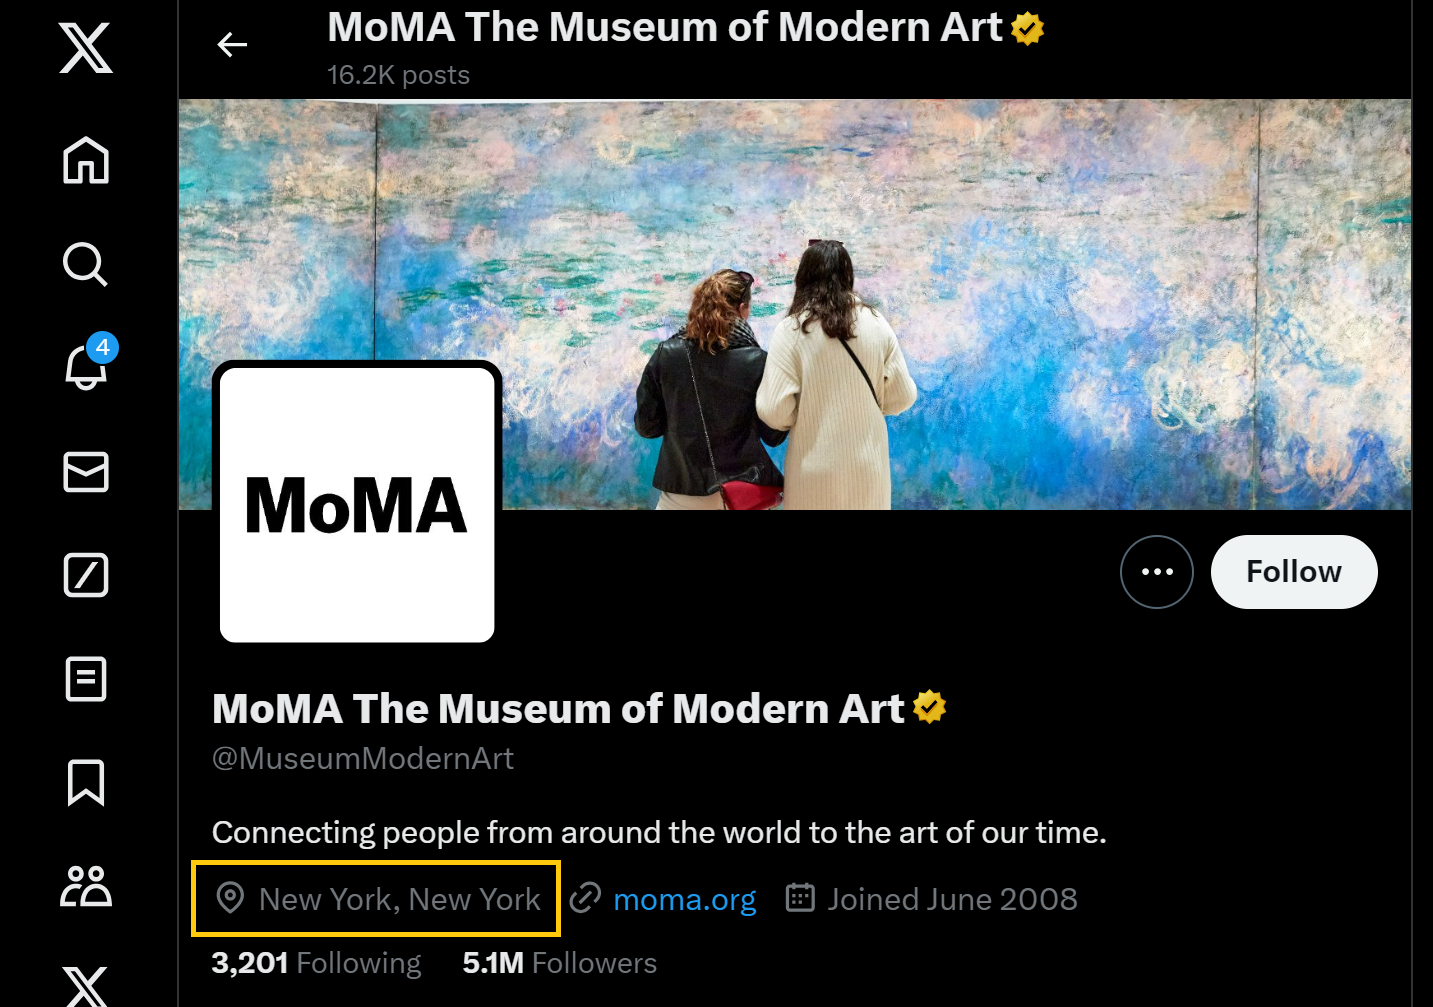 MoMA The Museum of Modern Art
16.2K posts
4
MoMA
Follow
MoMA The Museum of Modern Art
@MuseumModernArt
Connecting people from around the world to the art of our time.
New York, New York moma.org Joined June 2008
3,201 Following 5.1M Followers